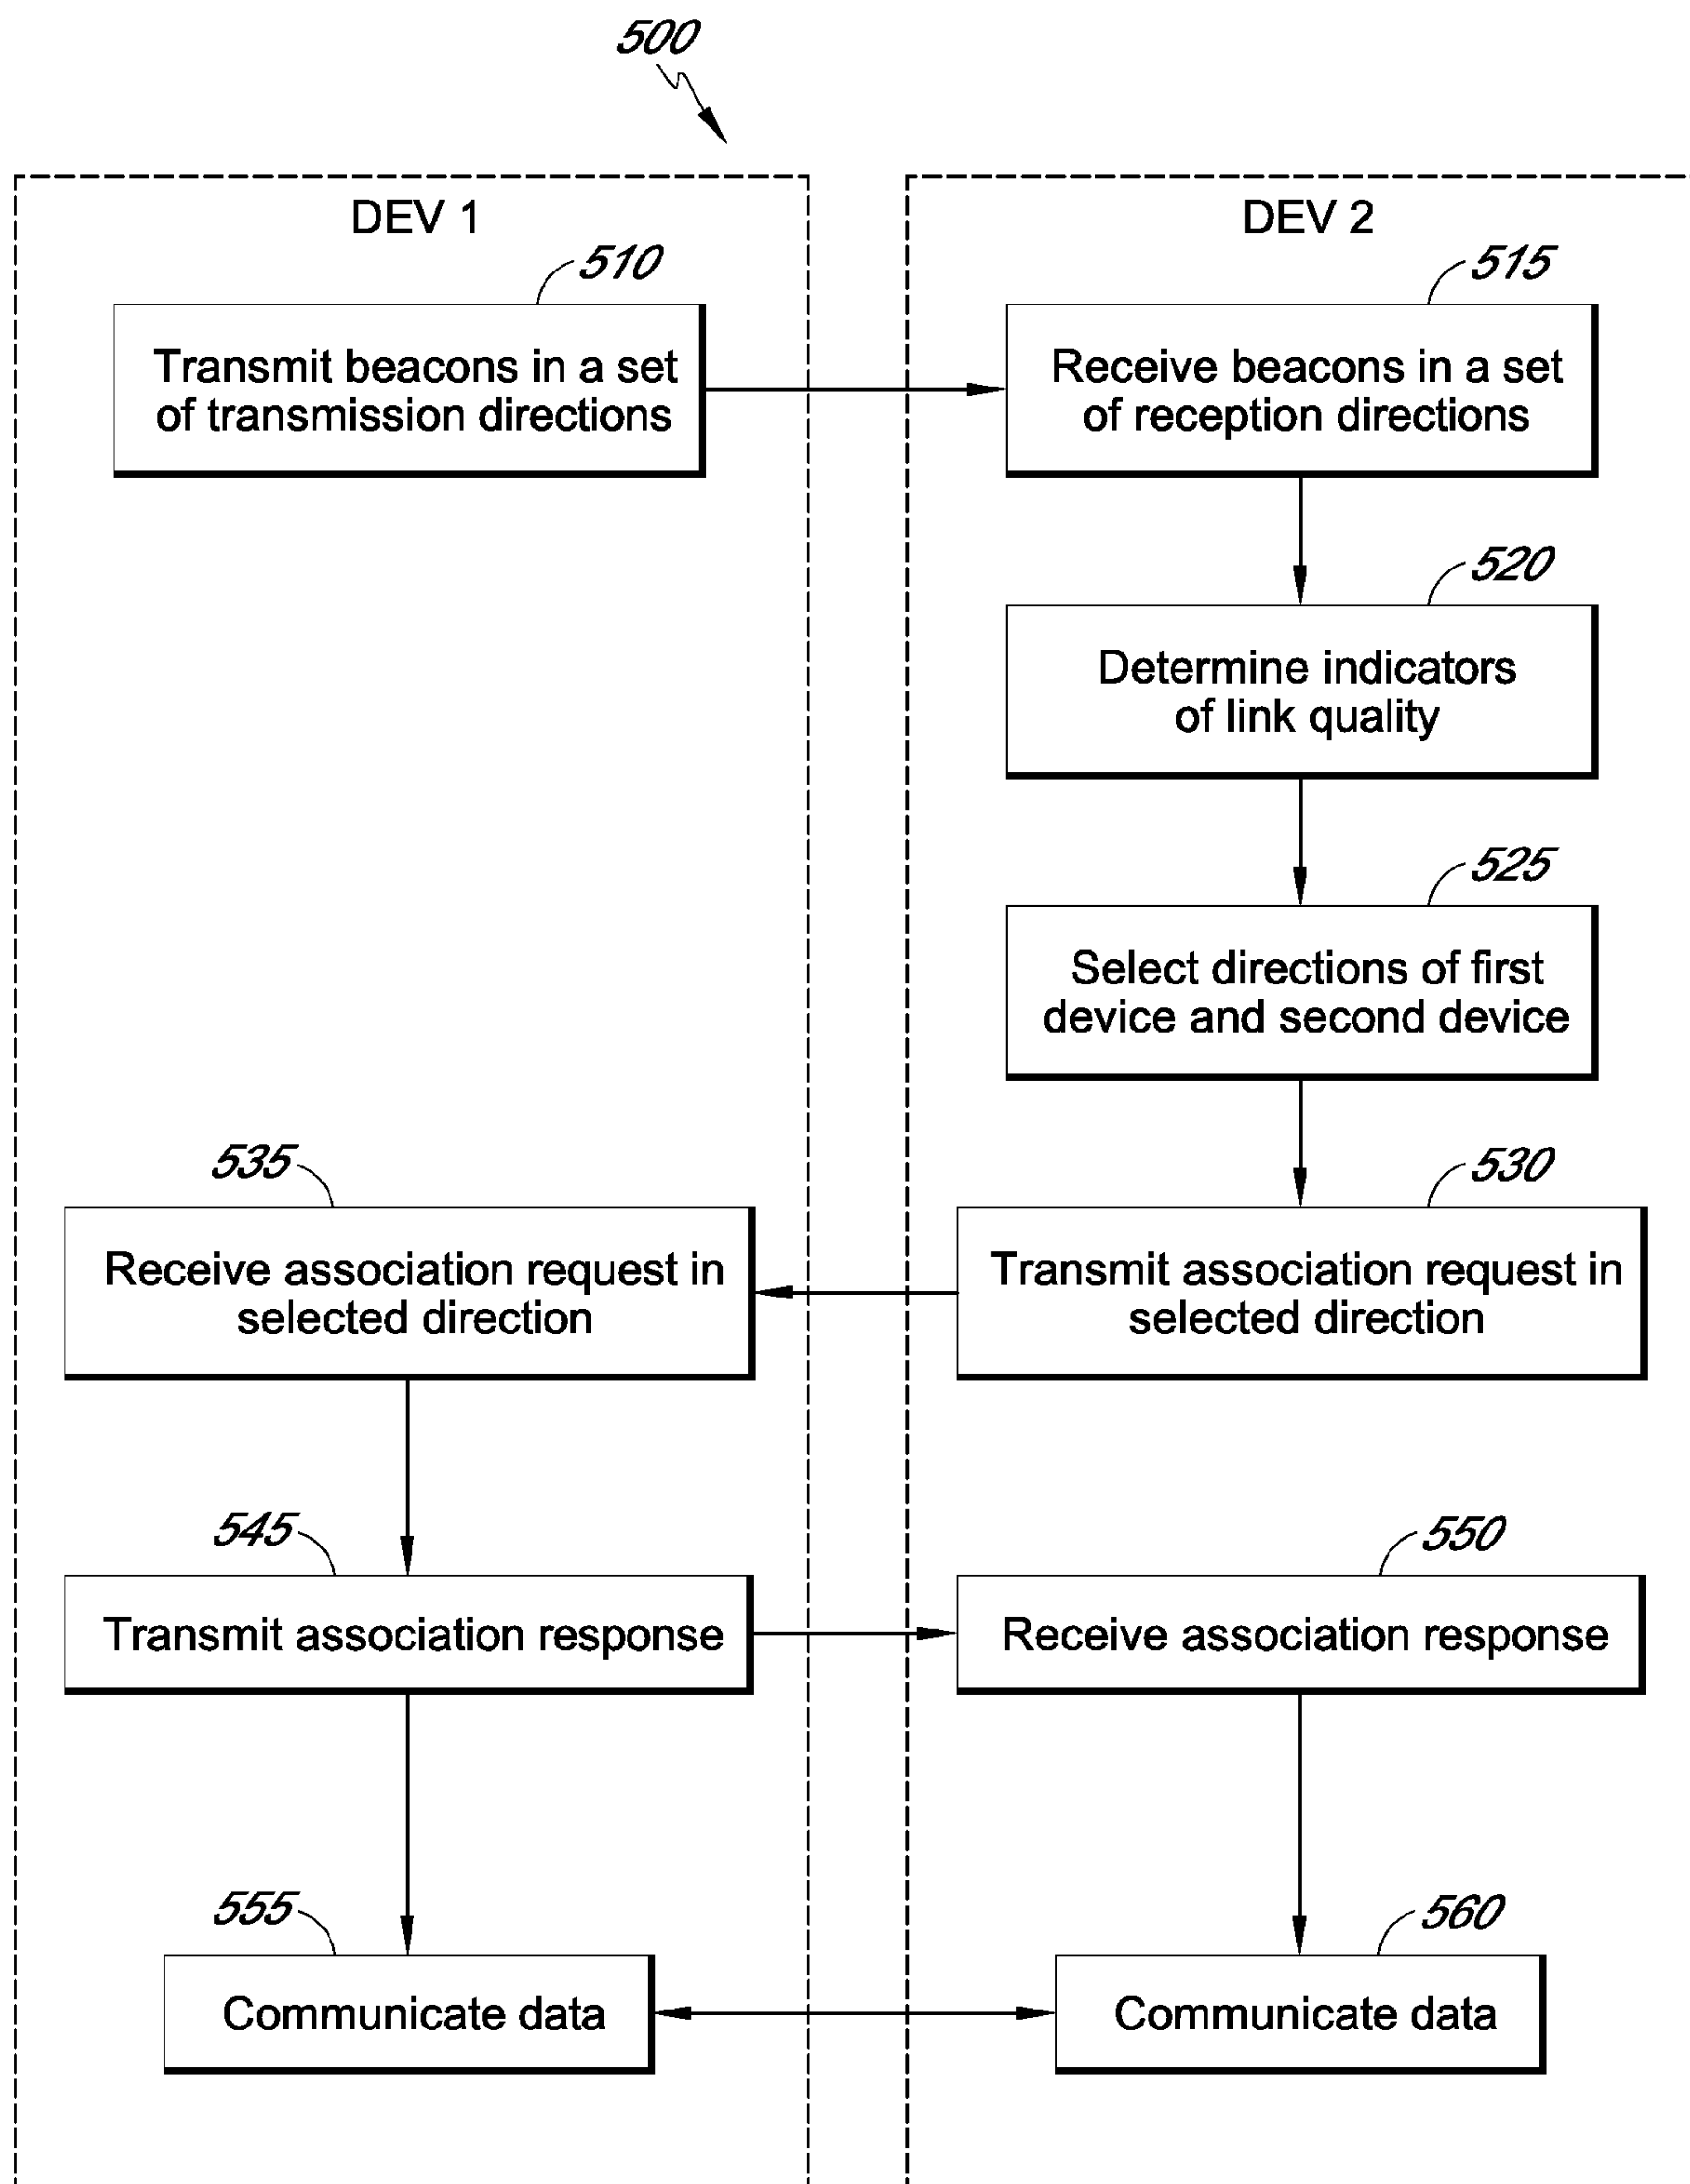 500
DEV 1
DEV 2
510
Transmit beacons in a set
of transmission directions
515
Receive beacons in a set
of reception directions
520
Determine indicators
of link quality
525
Select directions of first
device and second device
535
Receive association request in
selected direction
530
Transmit association request in
selected direction
545
Transmit association response
550
Receive association response
555
Communicate data
560
Communicate data